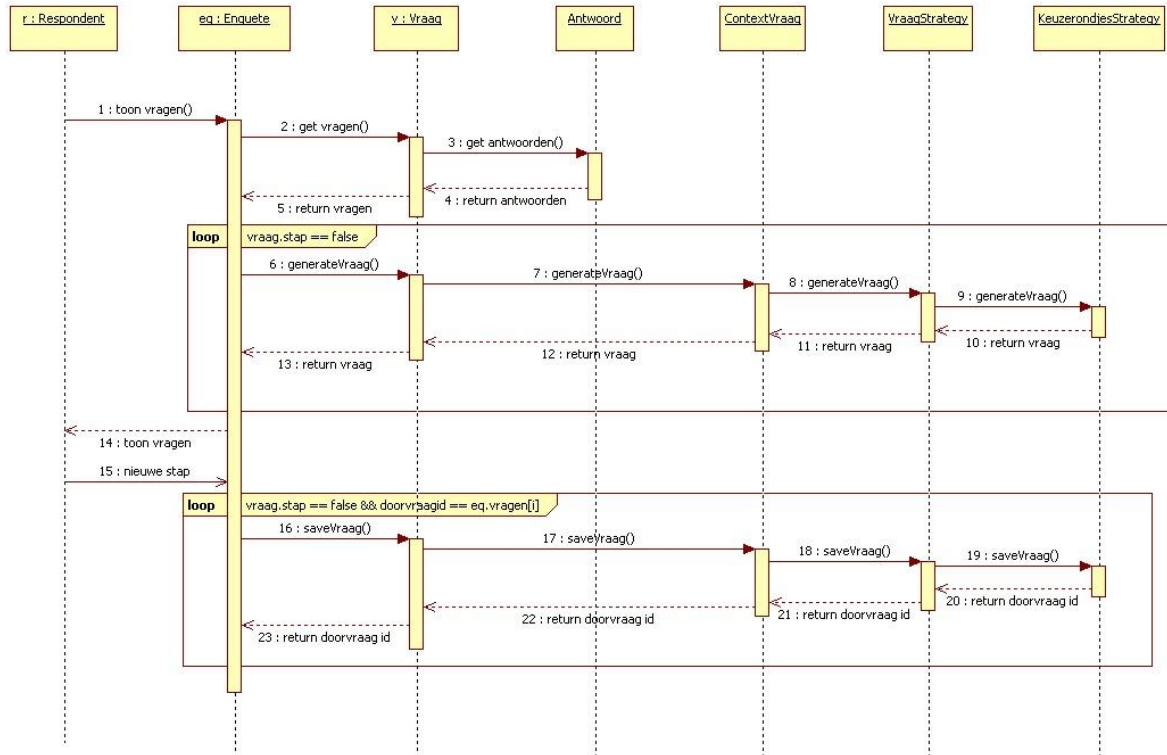 r : Respondent
eq : Enquete
v : Vraag
Antwoord
ContextVraag
VraagStrategy
KeuzerondjesStrategy
1 : toon vragen()
2 : get vragen()
3 : get antwoorden()
4 : return antwoorden
5 : return vragen
loop
vraag.stap == false
6 : generateVraag()
7 : generateVraag()
8 : generateVraag()
9 : generateVraag()
10 : return vraag
11 : return vraag
12 : return vraag
13 : return vraag
14 : toon vragen
15 : nieuwe stap
loop
vraag.stap == false && doorvraagid == eq.vragen[i]
16 : saveVraag()
17 : saveVraag()
18 : saveVraag()
19 : saveVraag()
20 : return doorvraag id
21 : return doorvraag id
22 : return doorvraag id
23 : return doorvraag id